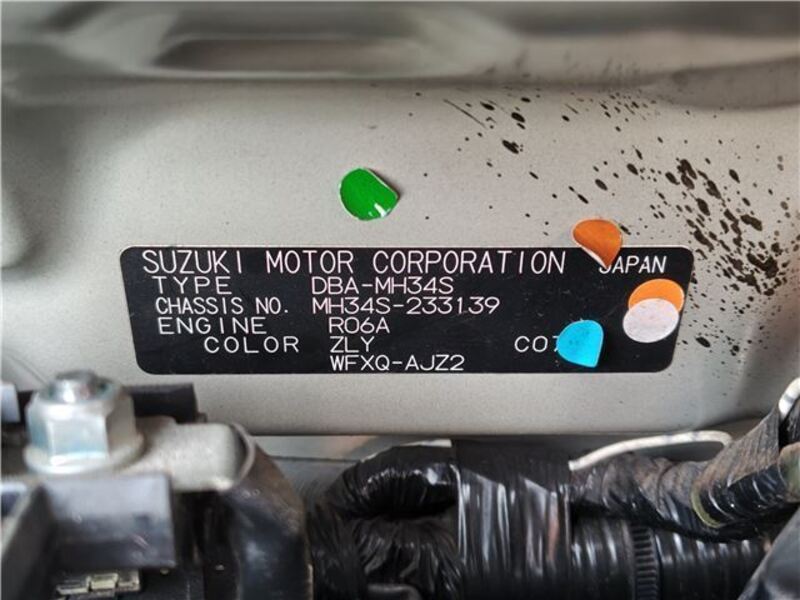 SUZUKI MOTOR CORPORATION JAPAN
TYPE DBA-MH34S
CHASSIS NO. MH34S-233139
ENGINE R06A
COLOR ZLY
WFXQ-AJZ2